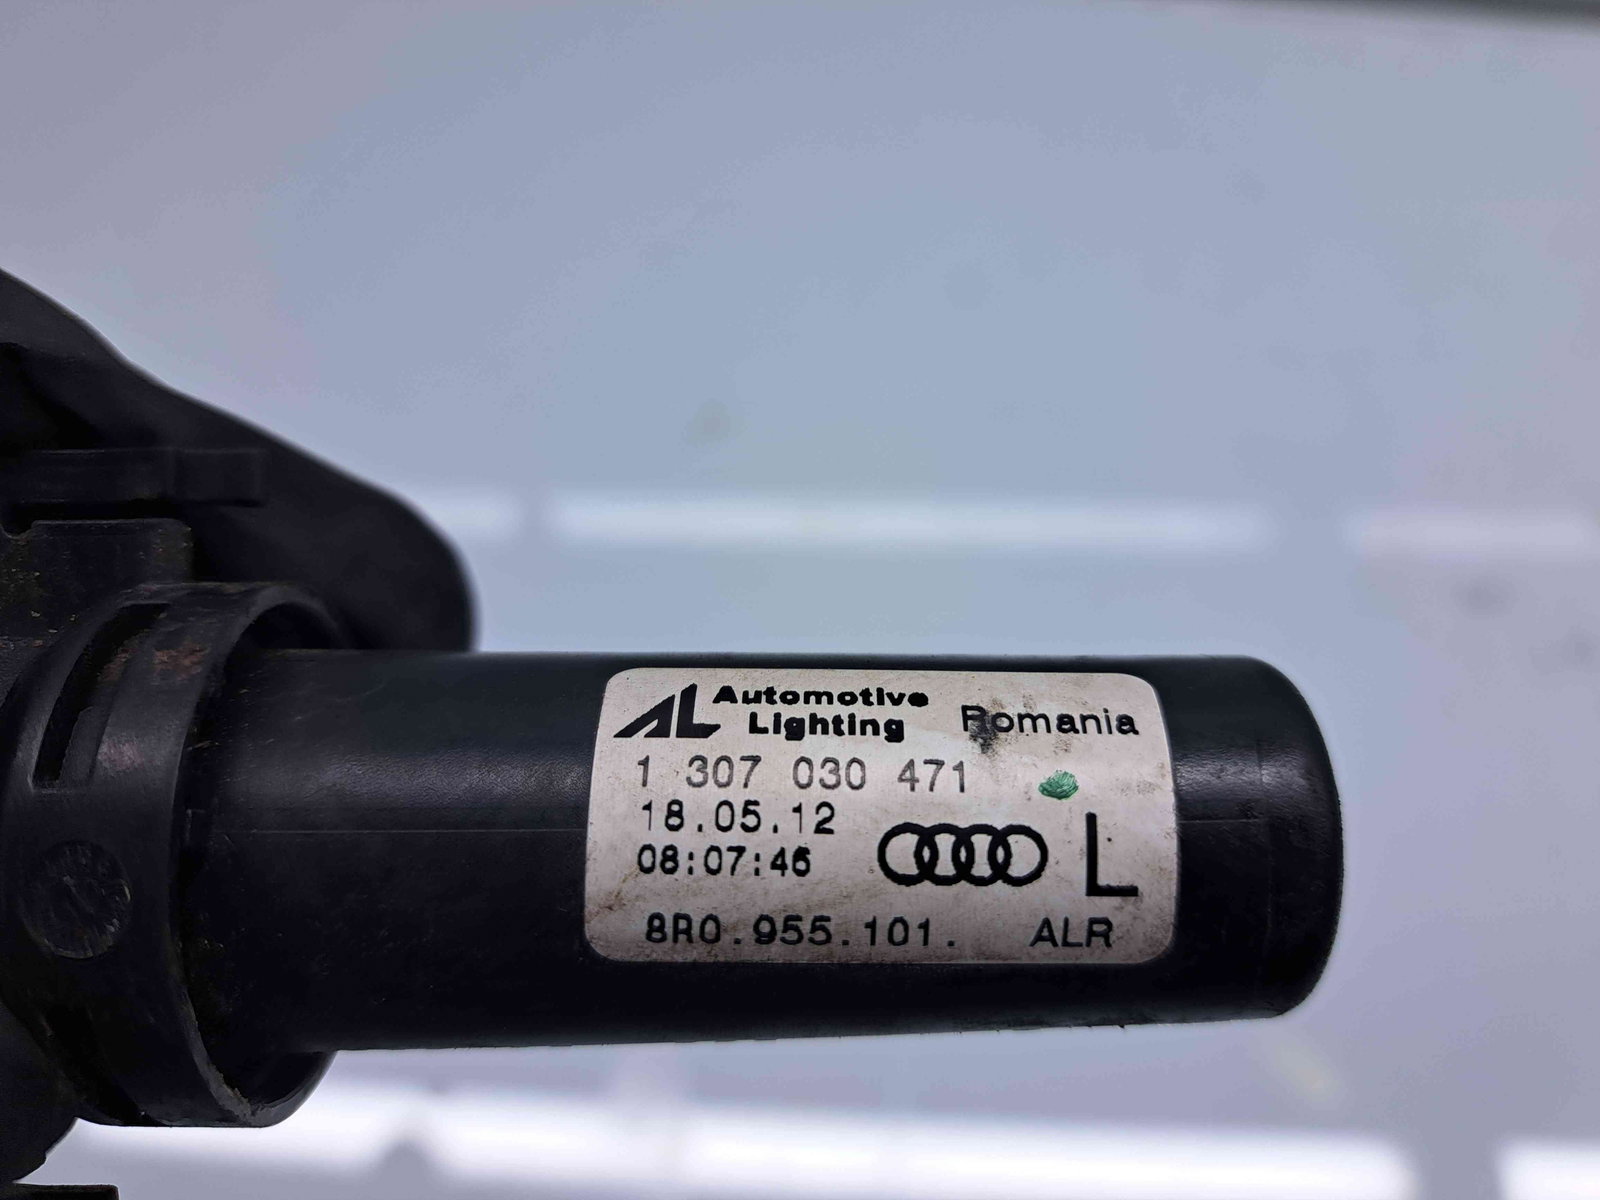 AL Automotive
Lighting Romania
1 307 030 471
18.05.12
08:07:46
L
8R0.955.101. ALR